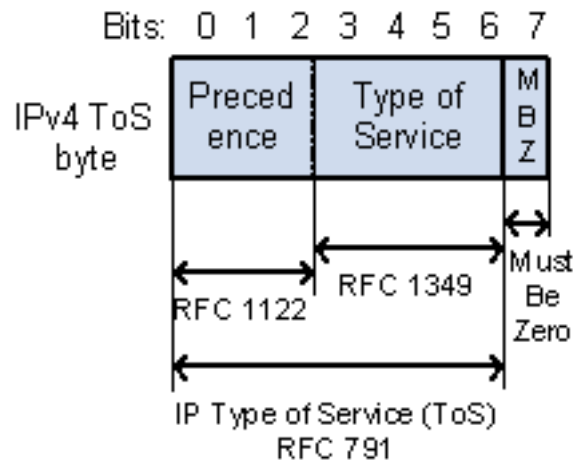 Bits: 0 1 2 3 4 5 6 7
IPv4 ToS
byte
Preced
ence
Type of
Service
M
B
Z
RFC 1122
RFC 1349
Must
Be
Zero
IP Type of Service (ToS)
RFC 791